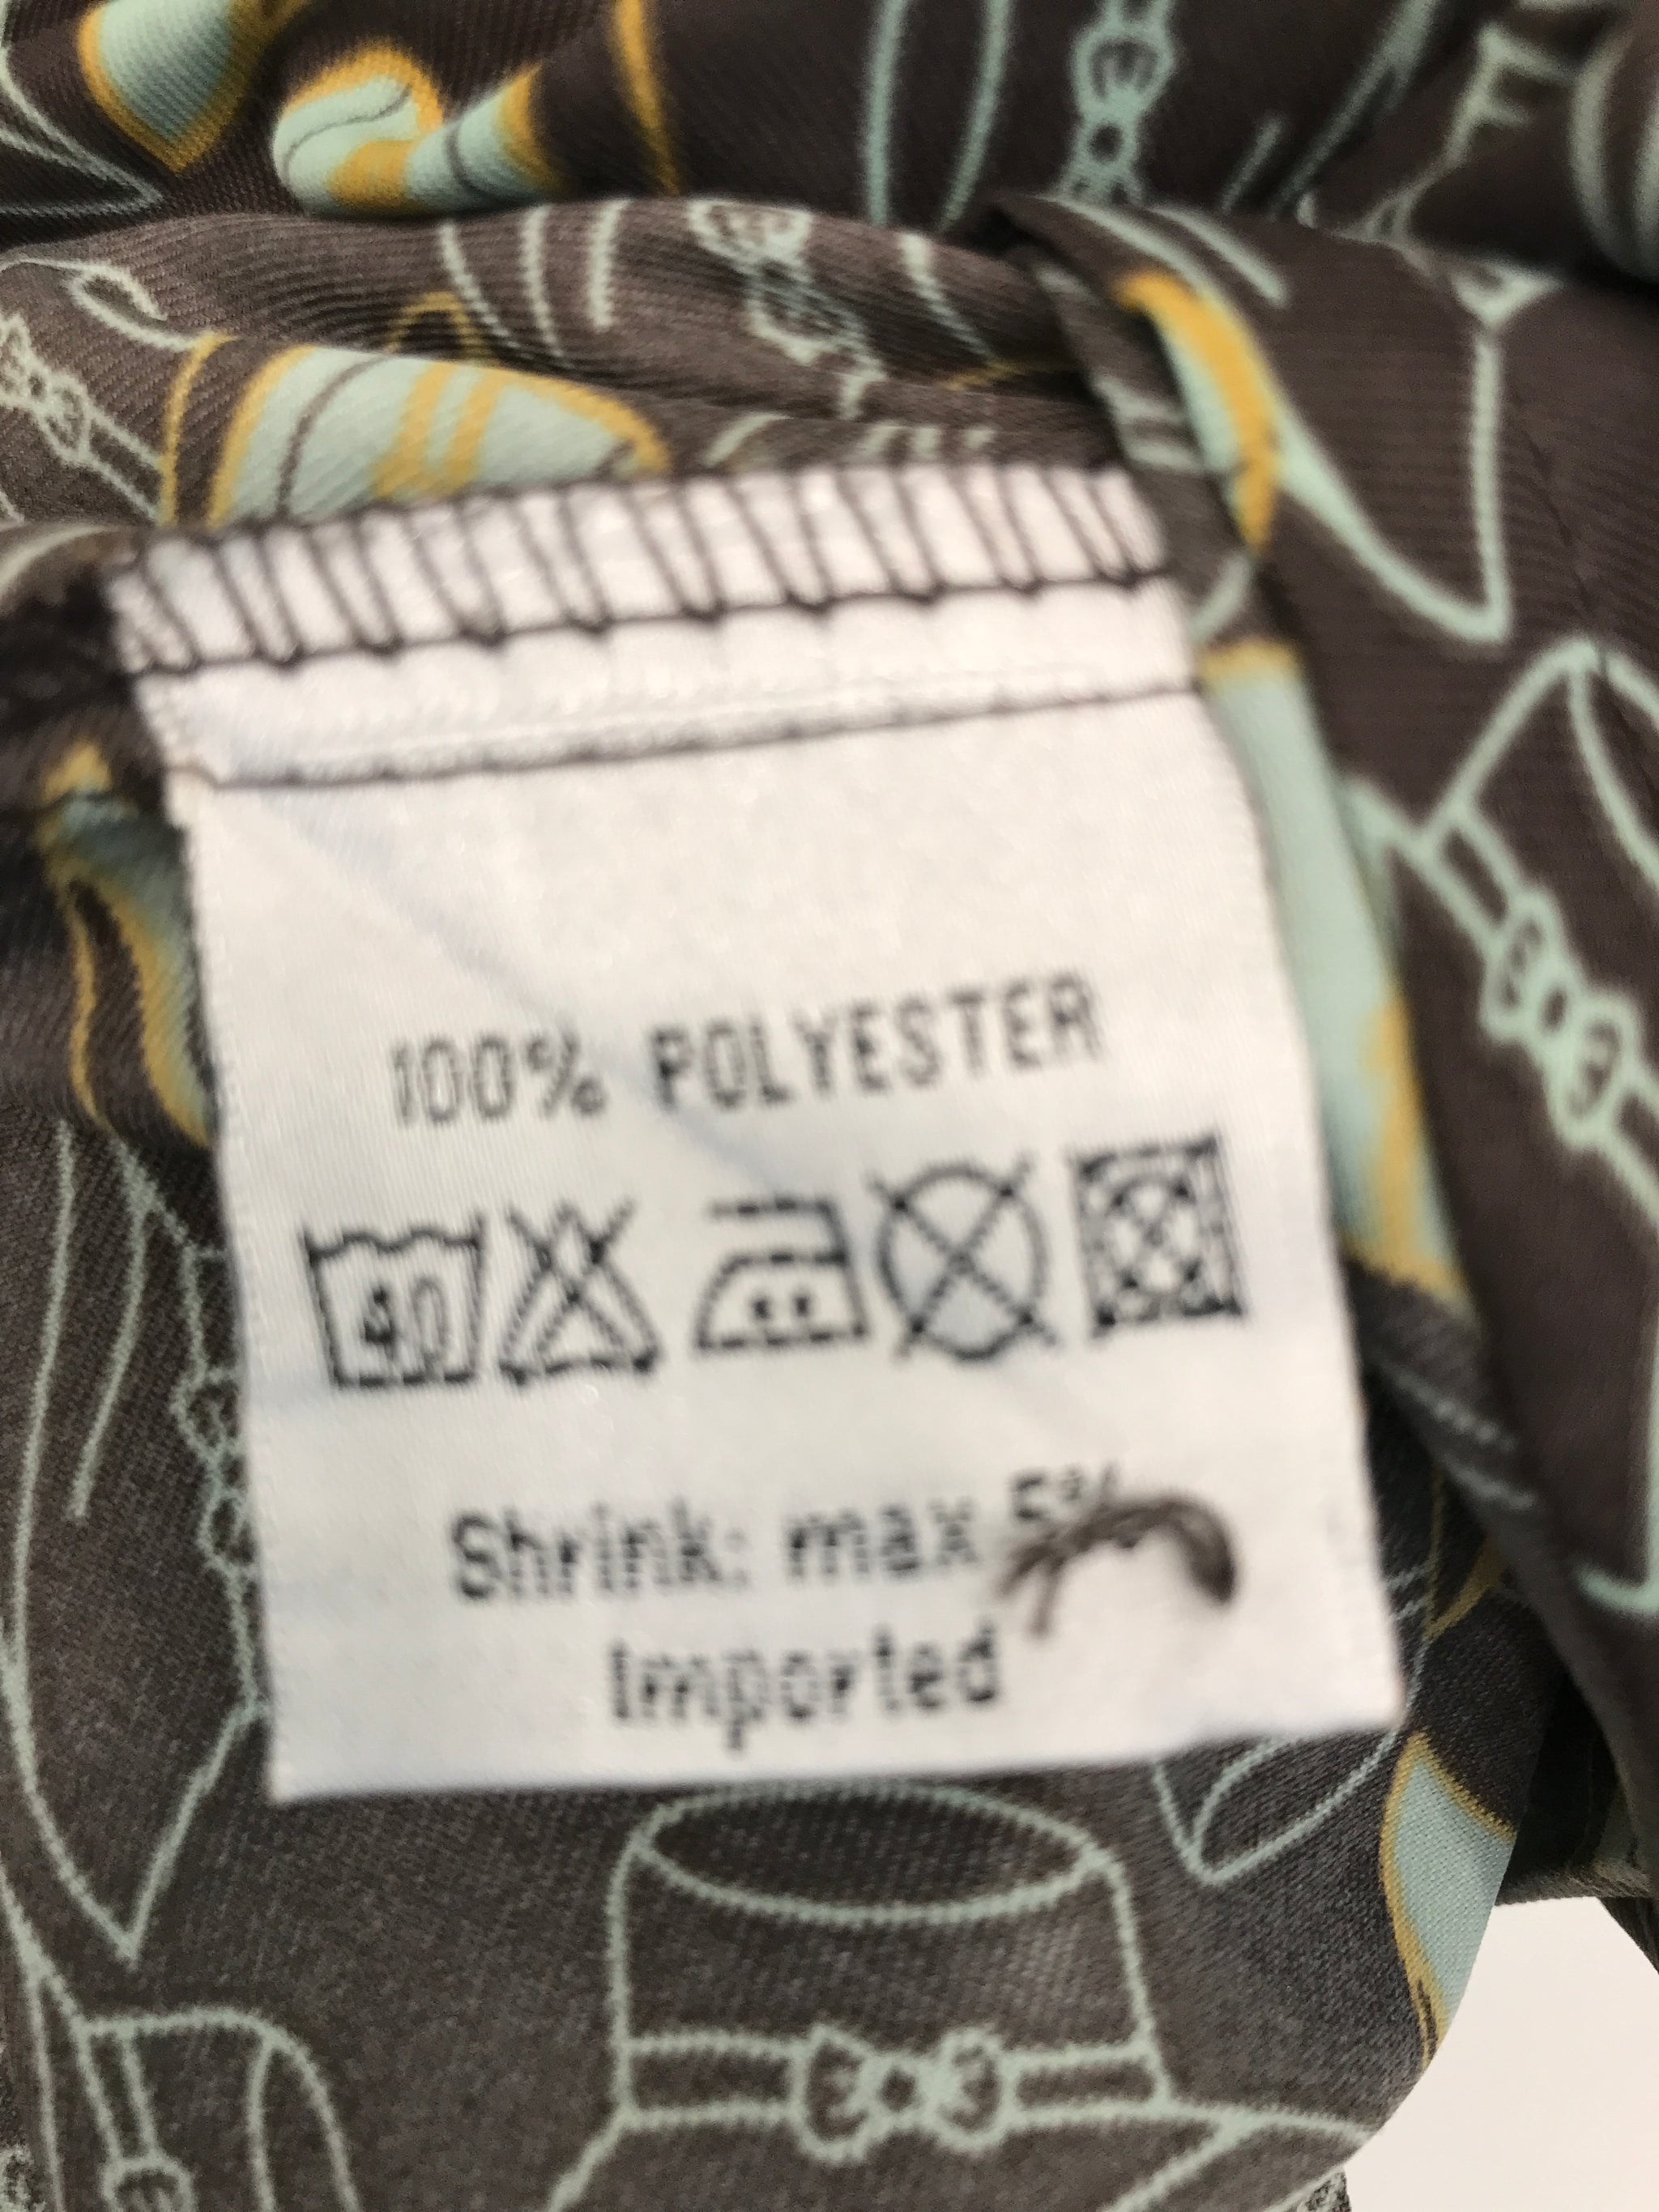 100% POLYESTER
40
Shrink: max 5%
Imported